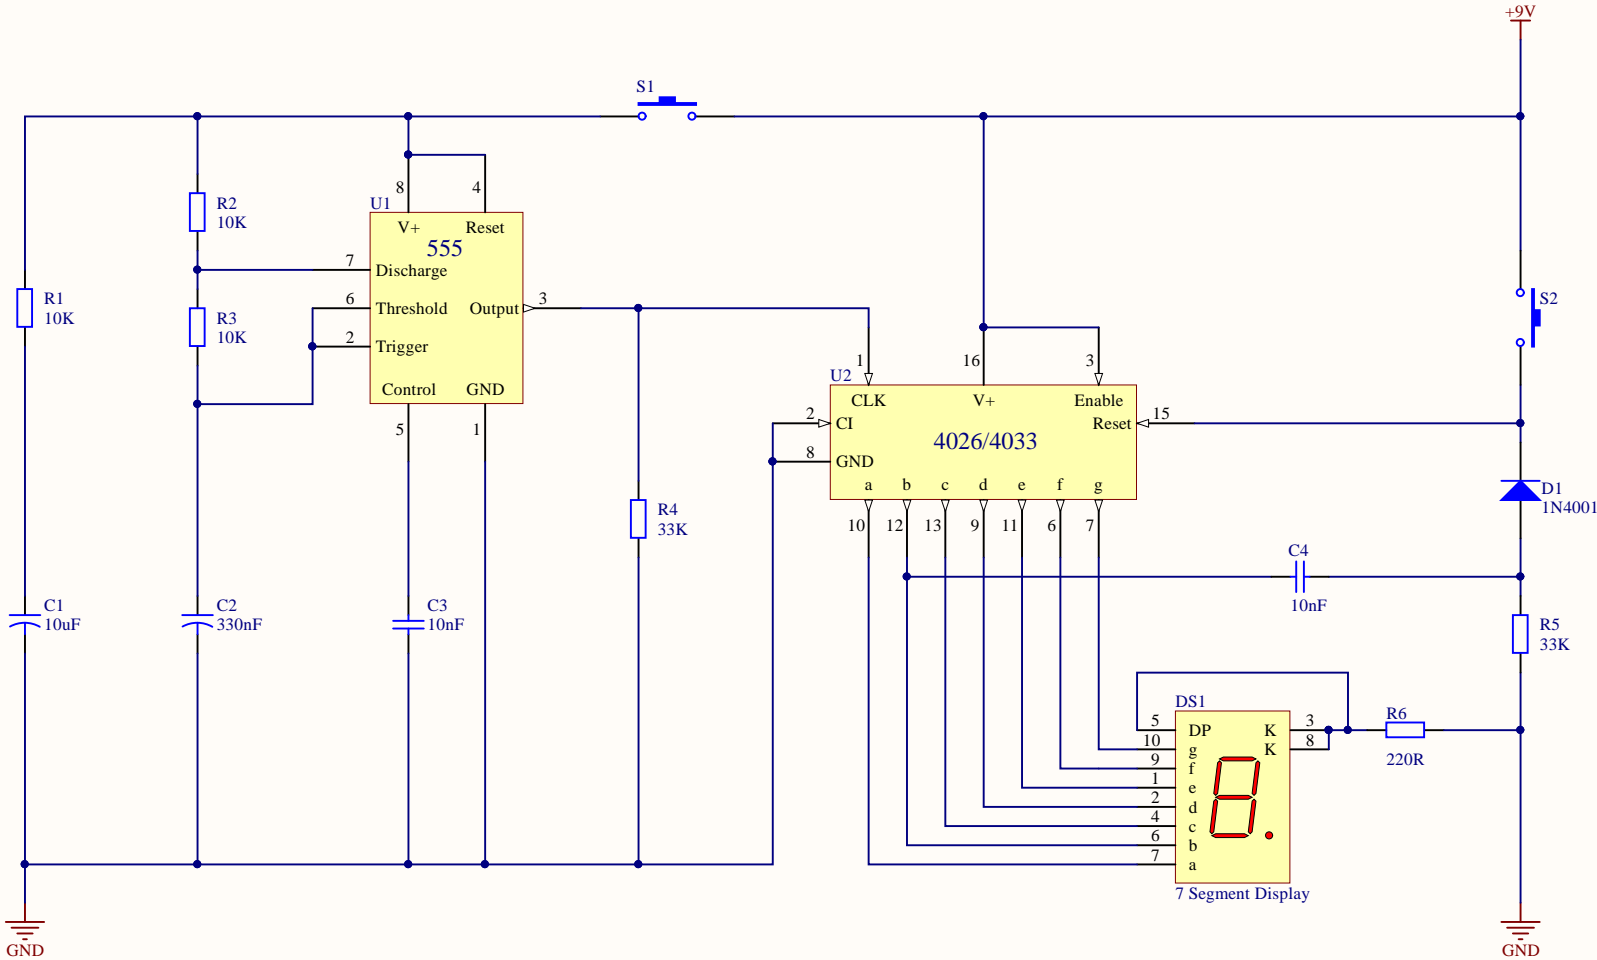 +9V
S1
8
4
U1
V+
Reset
555
R2
10K
7
Discharge
6
Threshold
Output
3
R1
10K
R3
10K
2
Trigger
Control
GND
5
1
S2
1
16
3
U2
CLK
V+
Enable
2
CI
Reset
15
4026/4033
8
GND
a
b
c
d
e
f
g
10
12
13
9
11
6
7
R4
33K
D1
1N4001
C4
10nF
C1
10uF
C2
330nF
C3
10nF
R5
33K
DS1
5
DP
K
3
10
g
K
8
9
f
1
e
2
d
4
c
6
b
7
a
R6
220R
7 Segment Display
GND
GND